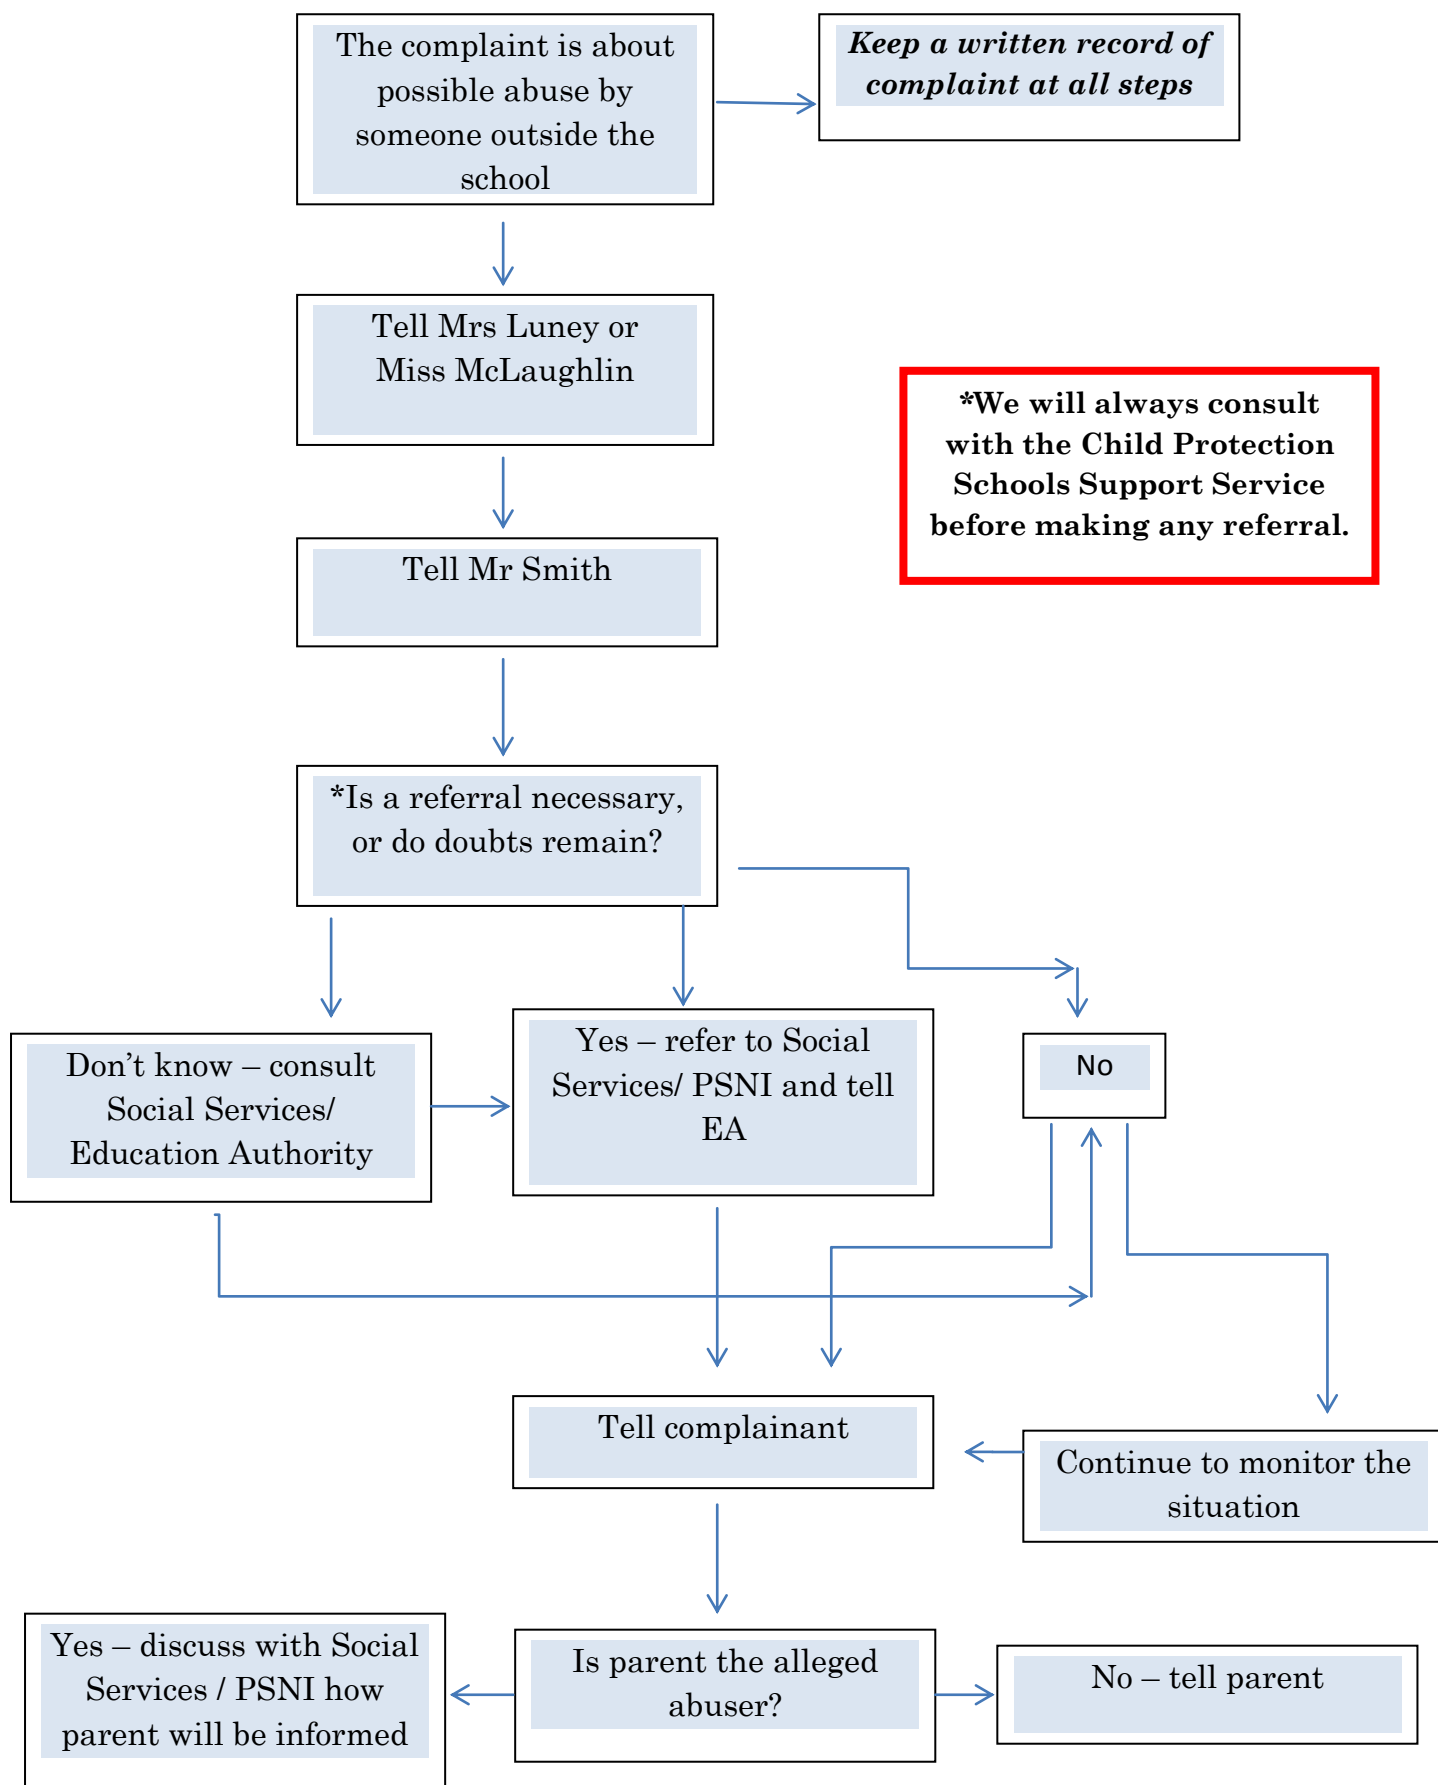 The complaint is about
possible abuse by
someone outside the
school
Keep a written record of
complaint at all steps
Tell Mrs Luney or
Miss McLaughlin
*We will always consult
with the Child Protection
Schools Support Service
before making any referral.
Tell Mr Smith
*Is a referral necessary,
or do doubts remain?
Don’t know – consult
Social Services/
Education Authority
Yes – refer to Social
Services/ PSNI and tell
EA
No
Tell complainant
Continue to monitor the
situation
Yes – discuss with Social
Services / PSNI how
parent will be informed
Is parent the alleged
abuser?
No – tell parent